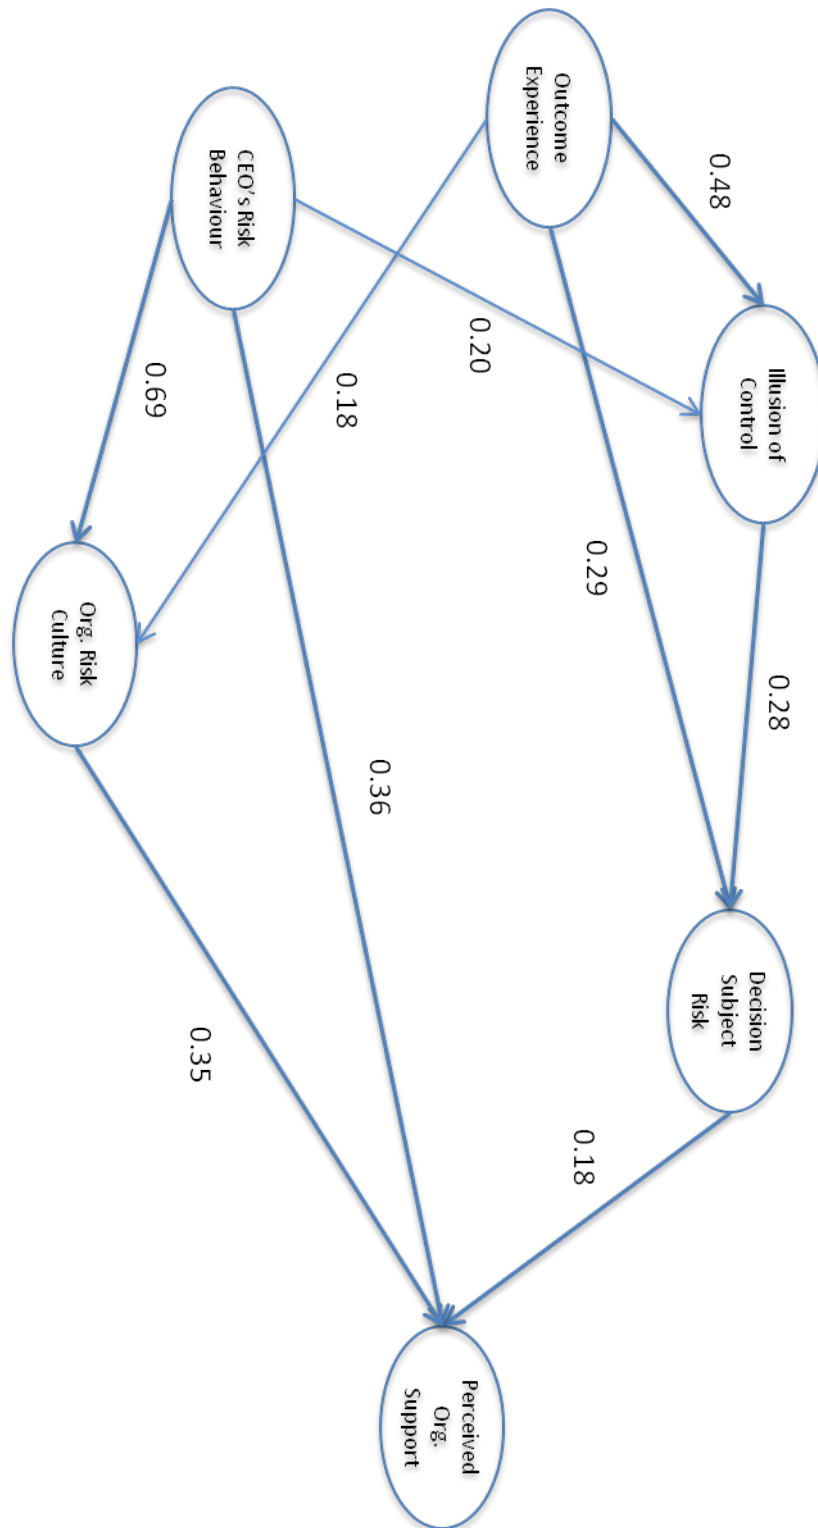 Illusion of
Control
Decision
Subject
Risk
0.48
0.28
Outcome
Experience
0.29
0.18
0.20
Perceived
Org.
Support
0.18
0.36
CEO's Risk
Behaviour
0.69
0.35
Org. Risk
Culture